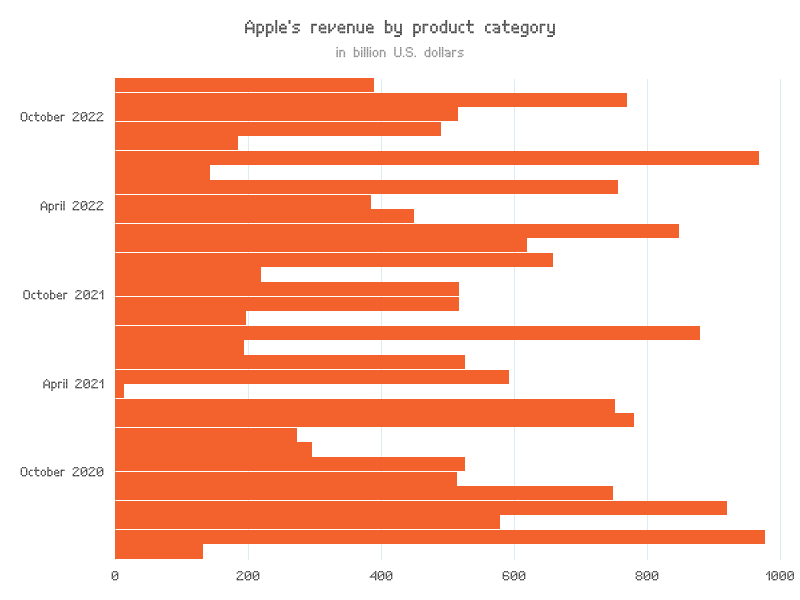 Apple's revenue by product category
in billion U.S. dollars
October 2022
April 2022
October 2021
April 2021
October 2020
0 200 400 600 800 1000